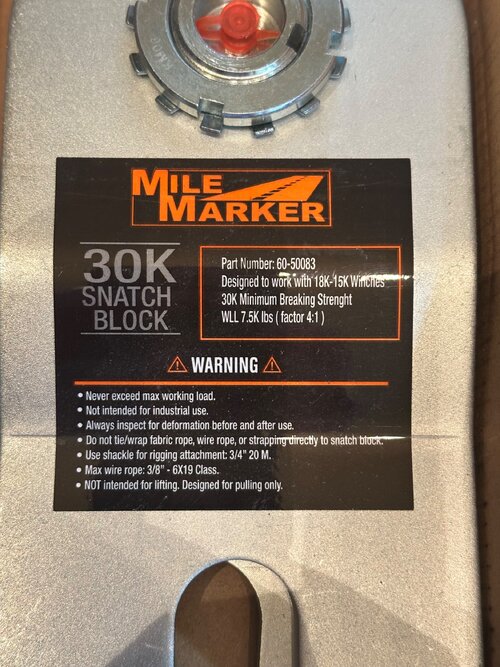 MILE
MARKER
30K
SNATCH
BLOCK
Part Number: 60-50083
Designed to work with 18K-15K Winches
30K Minimum Breaking Strenght
WLL 7.5K lbs ( factor 4:1 )
WARNING
• Never exceed max working load.
• Not intended for industrial use.
• Always inspect for deformation before and after use.
• Do not tie/wrap fabric rope, wire rope, or strapping directly to snatch block.
• Use shackle for rigging attachment: 3/4" 20 M.
• Max wire rope: 3/8" - 6X19 Class.
• NOT intended for lifting. Designed for pulling only.